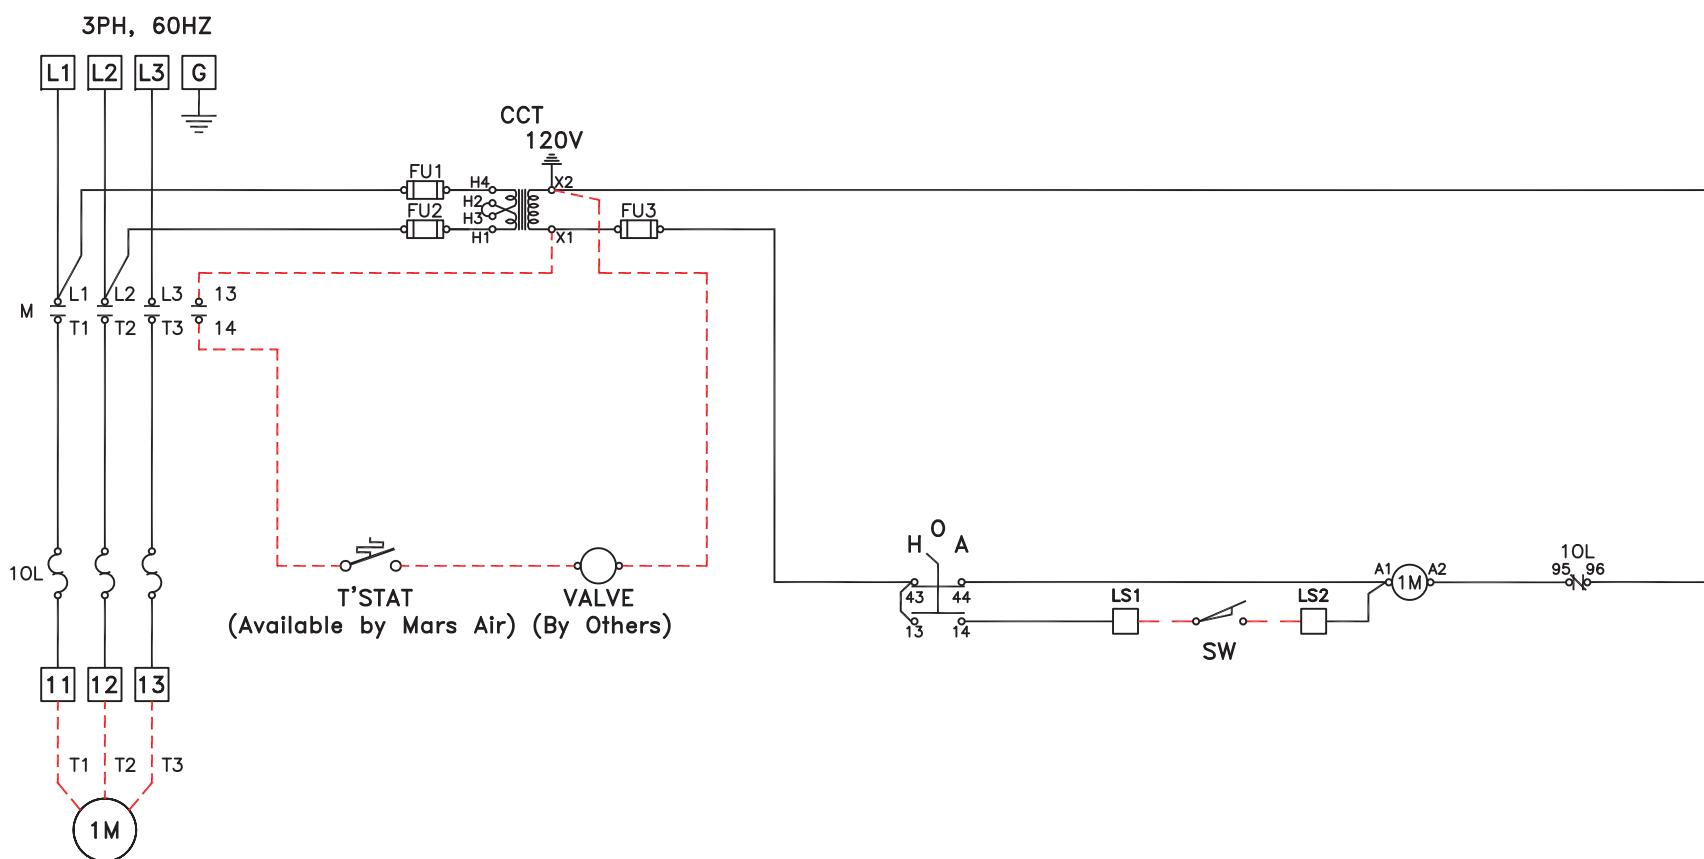 3PH, 60HZ
L1 L2 L3 G
CCT
120V
FU1
H4 X2
H2
FU2 H3 FU3
H1 X1
L1 L2 L3 13
M
T1 T2 T3 14
H O A
1OL
1OL
A1 1M A2
95 96
43 44
LS1 LS2
T'STAT VALVE
(Available by Mars Air) (By Others)
13 14
SW
11 12 13
T1 T2 T3
1M